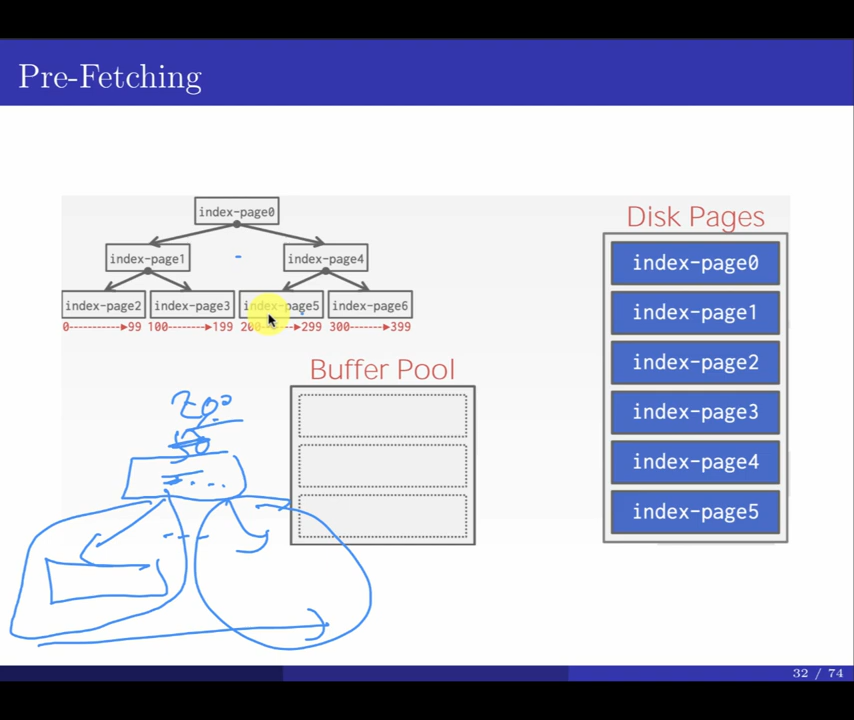 Pre-Fetching
index-page0
index-page1 index-page4
index-page2 index-page3 index-page5 index-page6
0 99 100 199 200 299 300 399
Disk Pages
index-page0
index-page1
index-page2
index-page3
index-page4
index-page5
Buffer Pool
200
32 / 74